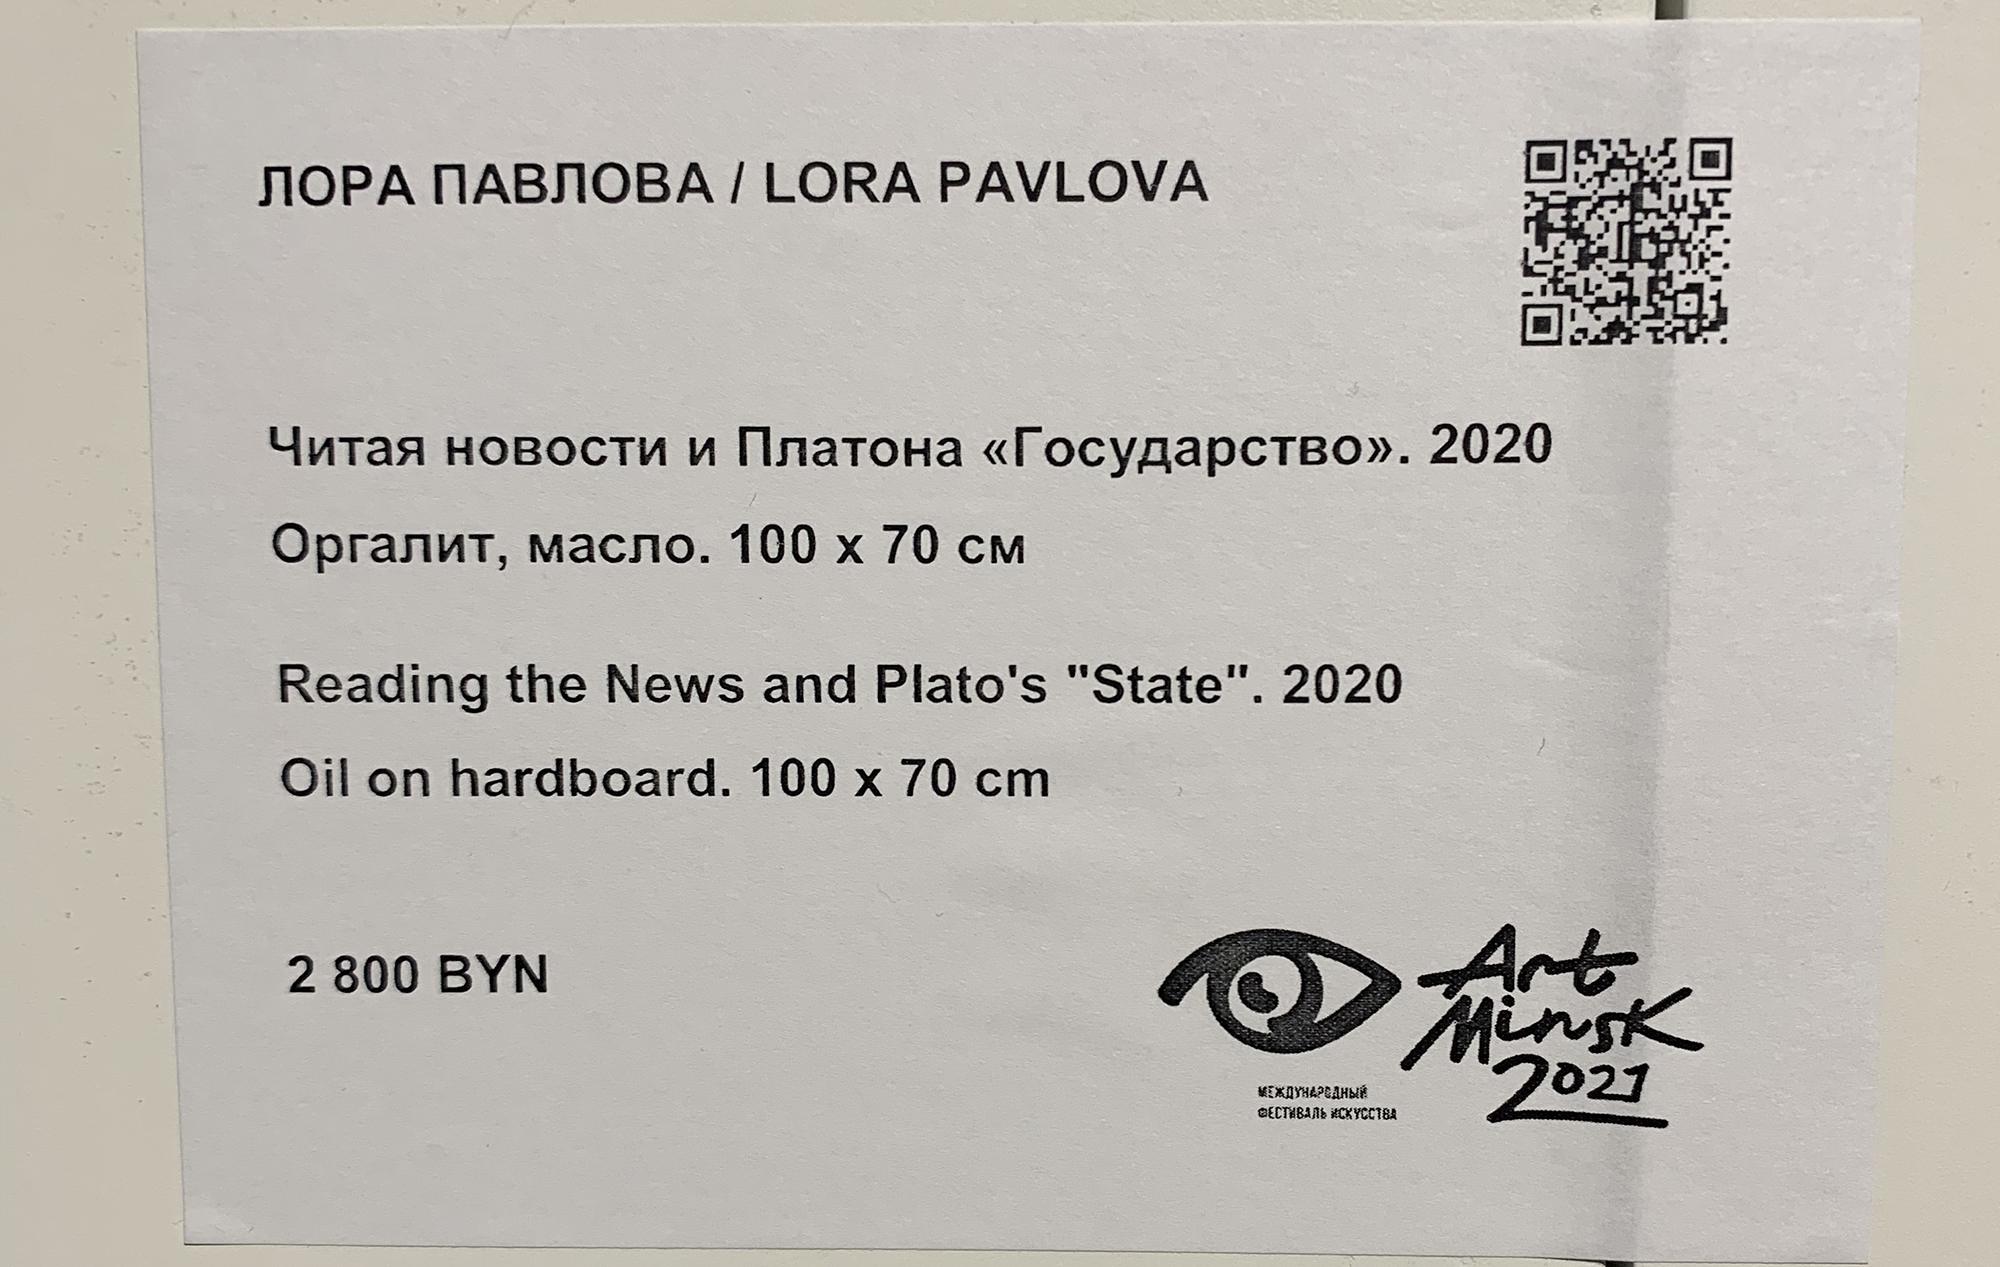 ЛОРА ПАВЛОВА / LORA PAVLOVA
Читая новости и Платона «Государство». 2020
Оргалит, масло. 100 х 70 см
Reading the News and Plato's "State". 2020
Oil on hardboard. 100 x 70 cm
2 800 BYN
Art
Minsk
2021
МЕЖДУНАРОДНЫЙ
ФЕСТИВАЛЬ ИСКУССТВА